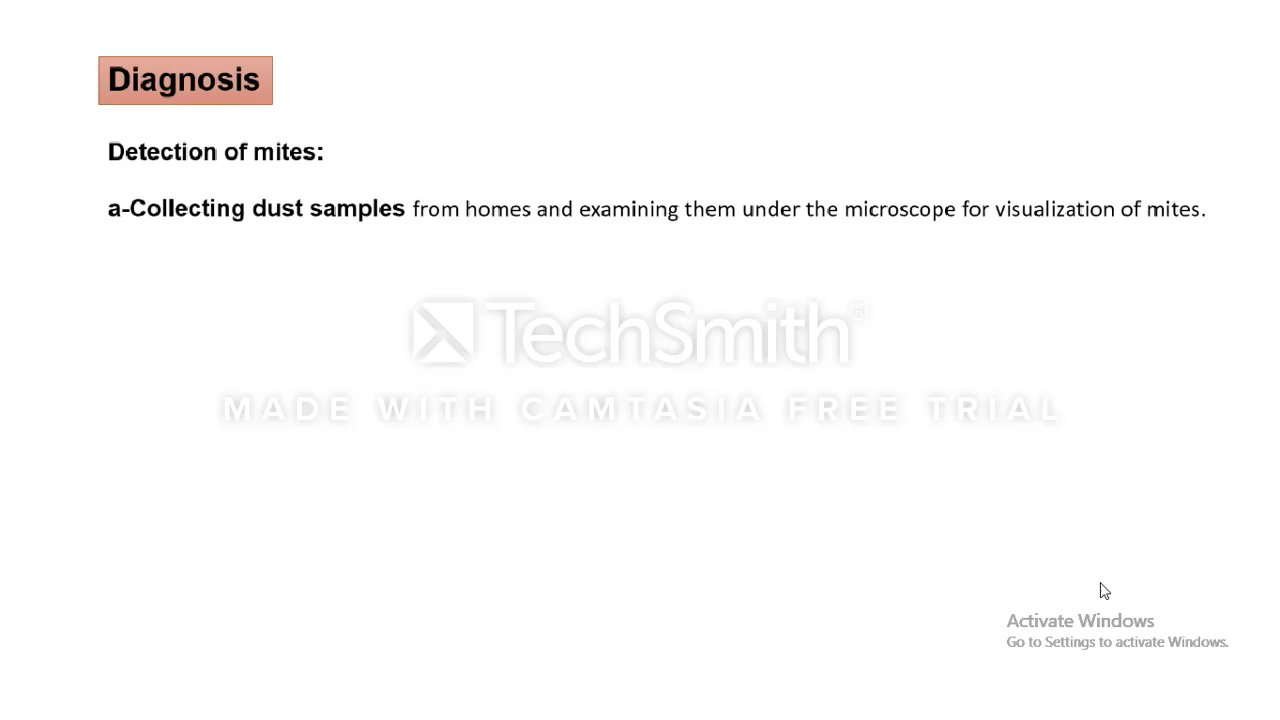 Diagnosis
Detection of mites:
a-Collecting dust samples from homes and examining them under the microscope for visualization of mites.
TechSmith®
MADE WITH CAMTASIA FREE TRIAL
Activate Windows
Go to Settings to activate Windows.